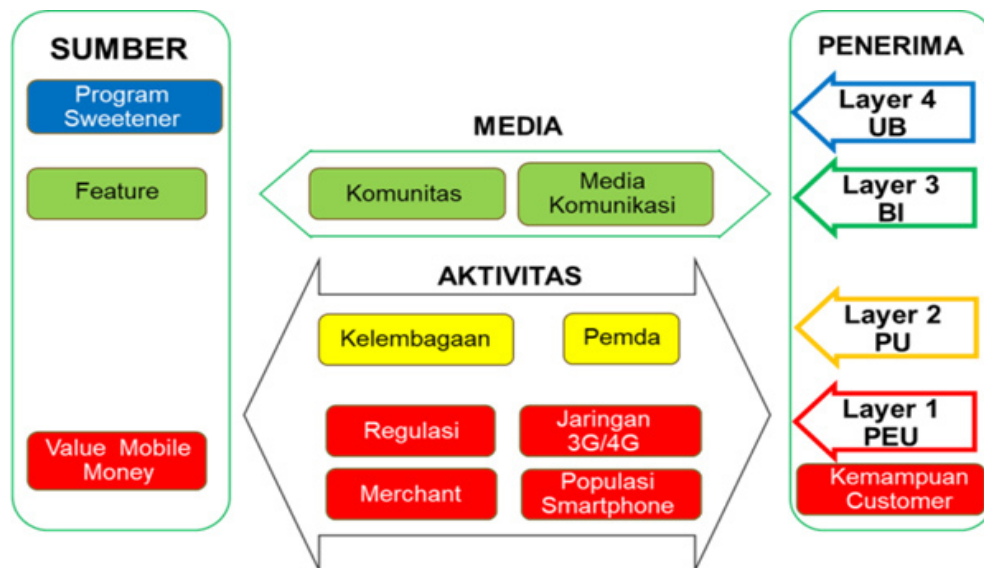 SUMBER
Program
Sweetener
Feature
Value Mobile
Money
MEDIA
Komunitas
Media
Komunikasi
AKTIVITAS
Kelembagaan
Pemda
Regulasi
Jaringan
3G/4G
Merchant
Populasi
Smartphone
PENERIMA
Layer 4
UB
Layer 3
BI
Layer 2
PU
Layer 1
PEU
Kemampuan
Customer